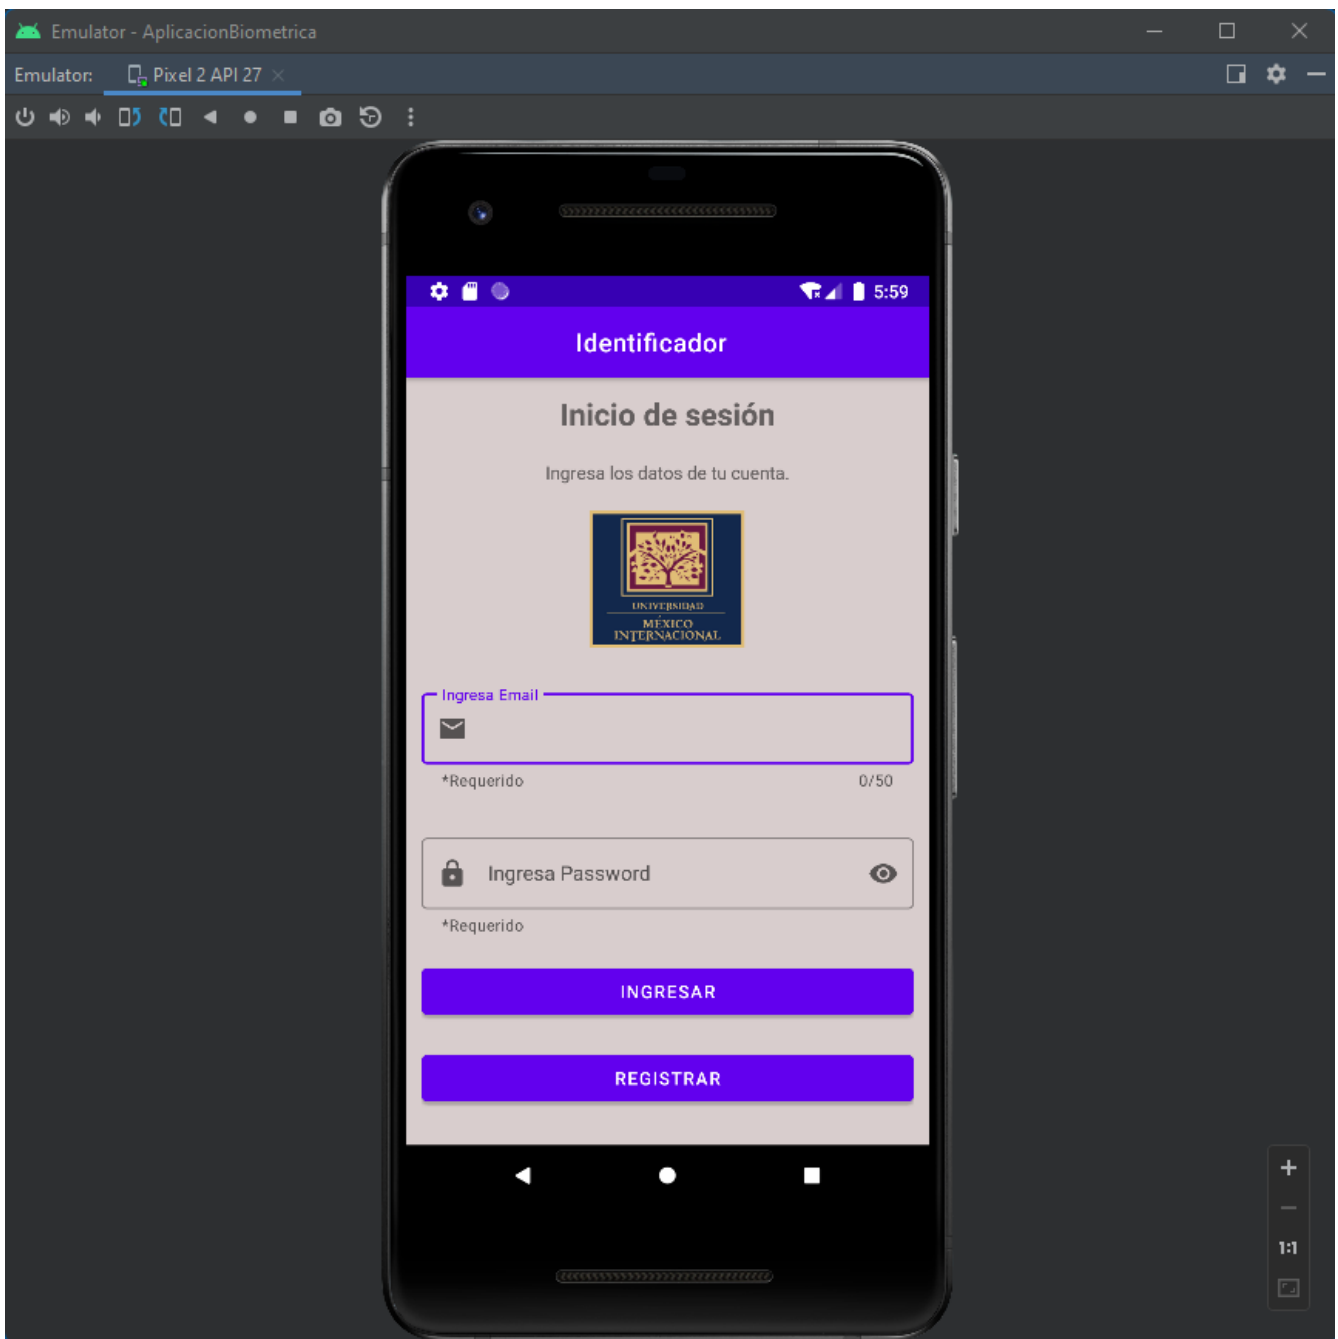 Emulator - AplicacionBiometrica
Emulator: Pixel 2 API 27
5:59
Identificador
Inicio de sesión
Ingresa los datos de tu cuenta.
UNIVERSIDAD
MÉXICO
INTERNACIONAL
Ingresa Email
*Requerido 0/50
Ingresa Password
*Requerido
INGRESAR
REGISTRAR
1:1